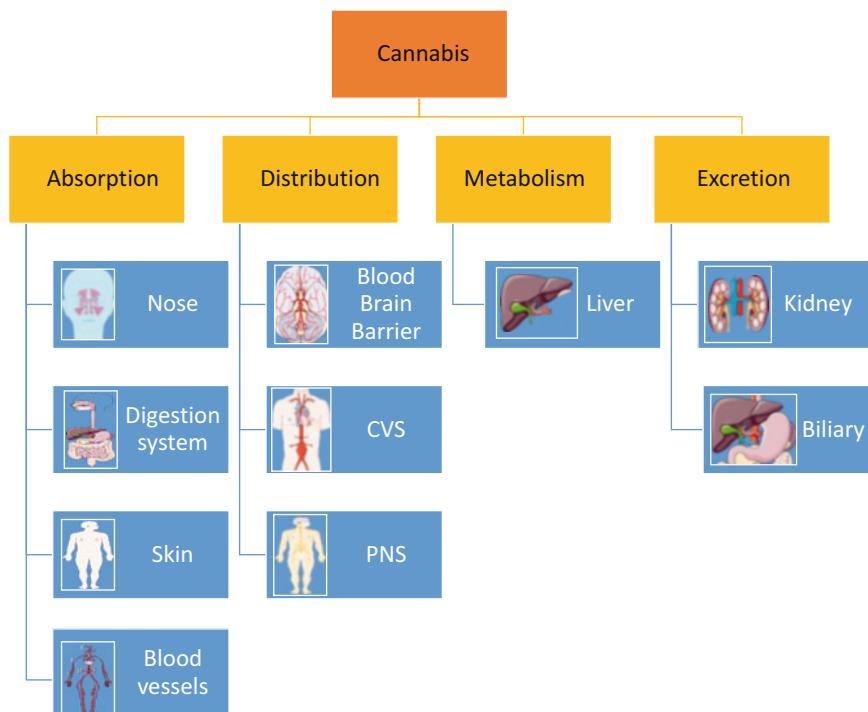 Cannabis
Absorption
Distribution
Metabolism
Excretion
Nose
Blood
Brain
Barrier
Liver
Kidney
Digestion
system
CVS
Biliary
Skin
PNS
Blood
vessels